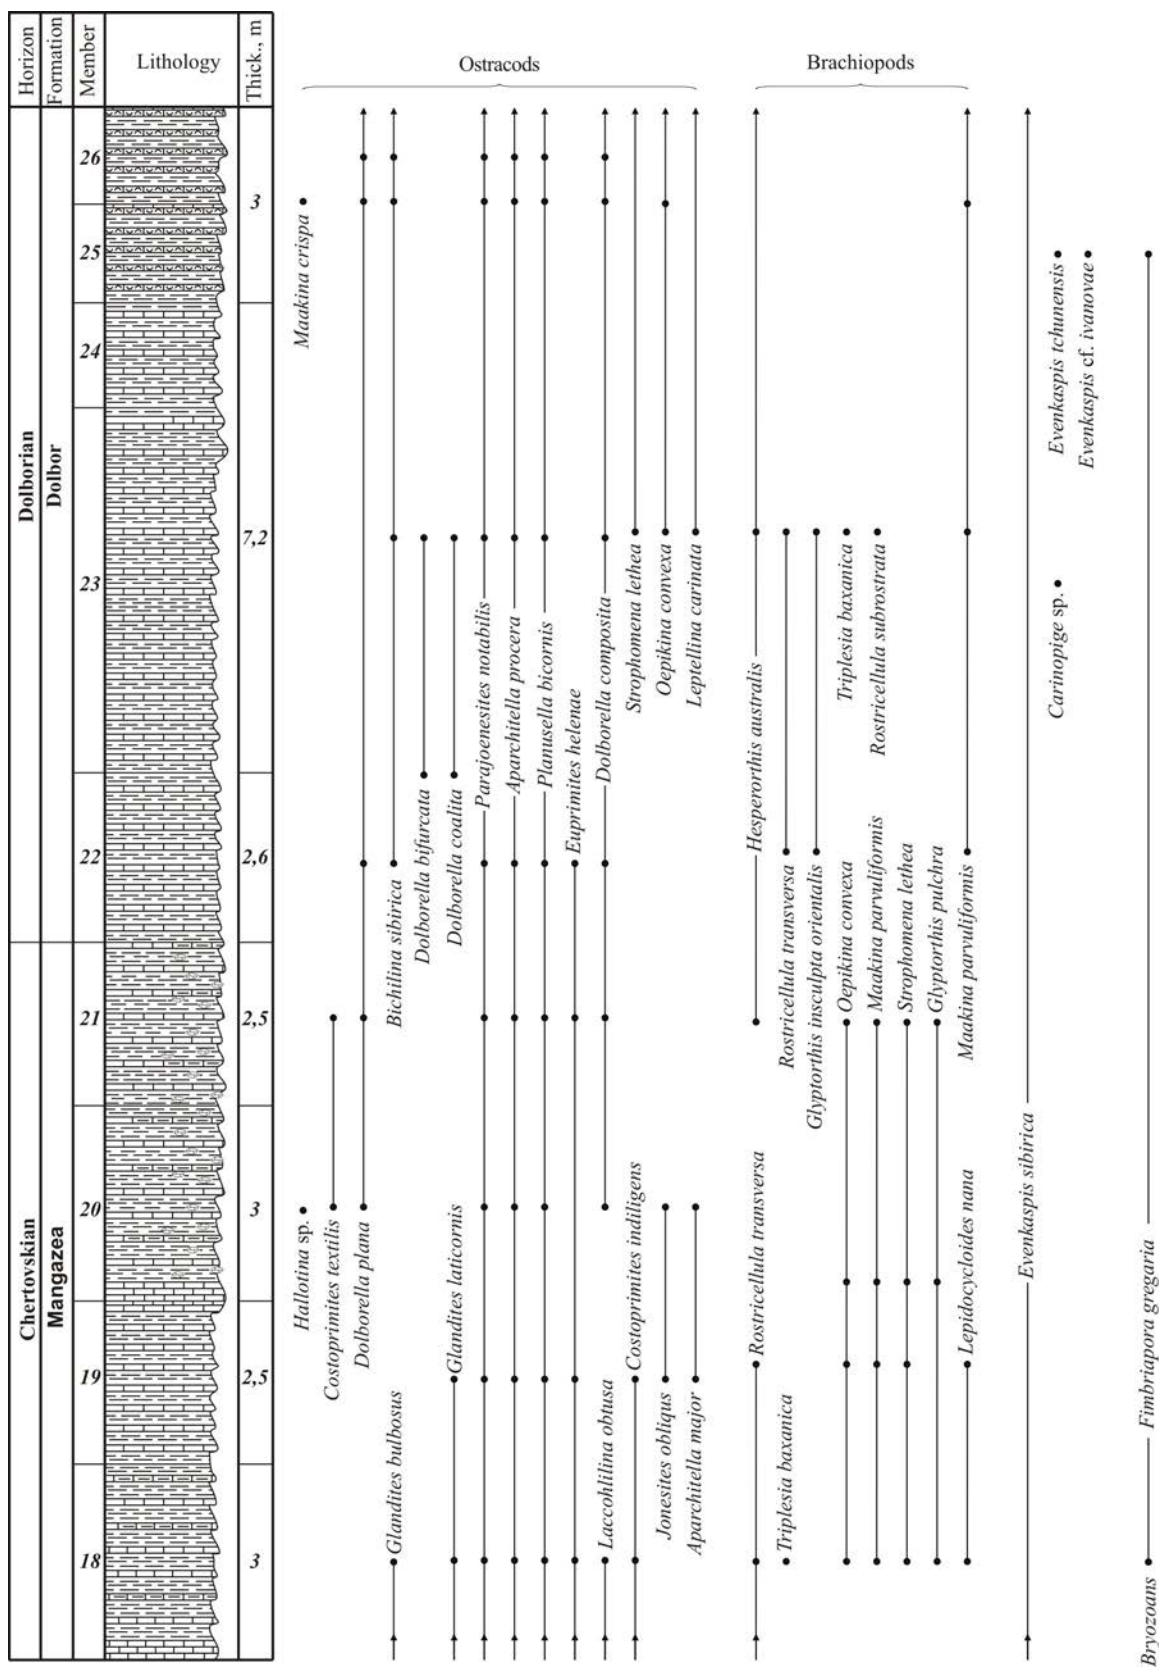 Horizon
Formation
Member
Lithology
Thick., m
Ostracods
Brachiopods
Dolborian
Dolbor
Chertovskian
Mangazea
26
25
24
23
22
21
20
19
18
3
7,2
2,6
2,5
3
2,5
3
Maakina crispa
Hallotina sp.
Costoprimites textilis
Dolborella plana
Bichilina sibirica
Glandites bulbosus
Dolborella bifurcata
Dolborella coalita
Glandites laticornis
Parajoenesites notabilis
Aparchitella procera
Planusella bicornis
Euprimites helenae
Dolborella composita
Laccohlilina obtusa
Strophomena lethea
Costoprimites indiligens
Oepikina convexa
Jonesites obliqus
Leptellina carinata
Aparchitella major
Hesperorthis australis
Rostricellula transversa
Rostricellula transversa
Triplesia baxanica
Glyptorthis insculpta orientalis
Triplesia baxanica
Oepikina convexa
Rostricellula subrostrata
Maakina parvuliformis
Strophomena lethea
Glyptorthis pulchra
Maakina parvuliformis
Lepidocycloides nana
Evenkaspis sibirica
Evenkaspis tchunensis
Carinopige sp.
Evenkaspis cf. ivanovae
Bryozoans
Fimbriapora gregaria